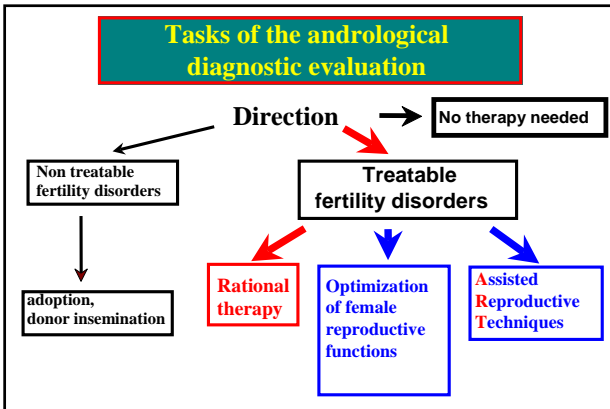 Tasks of the andrological
diagnostic evaluation
Direction
No therapy needed
Non treatable
fertility disorders
Treatable
fertility disorders
adoption,
donor insemination
Rational
therapy
Optimization
of female
reproductive
functions
Assisted
Reproductive
Techniques